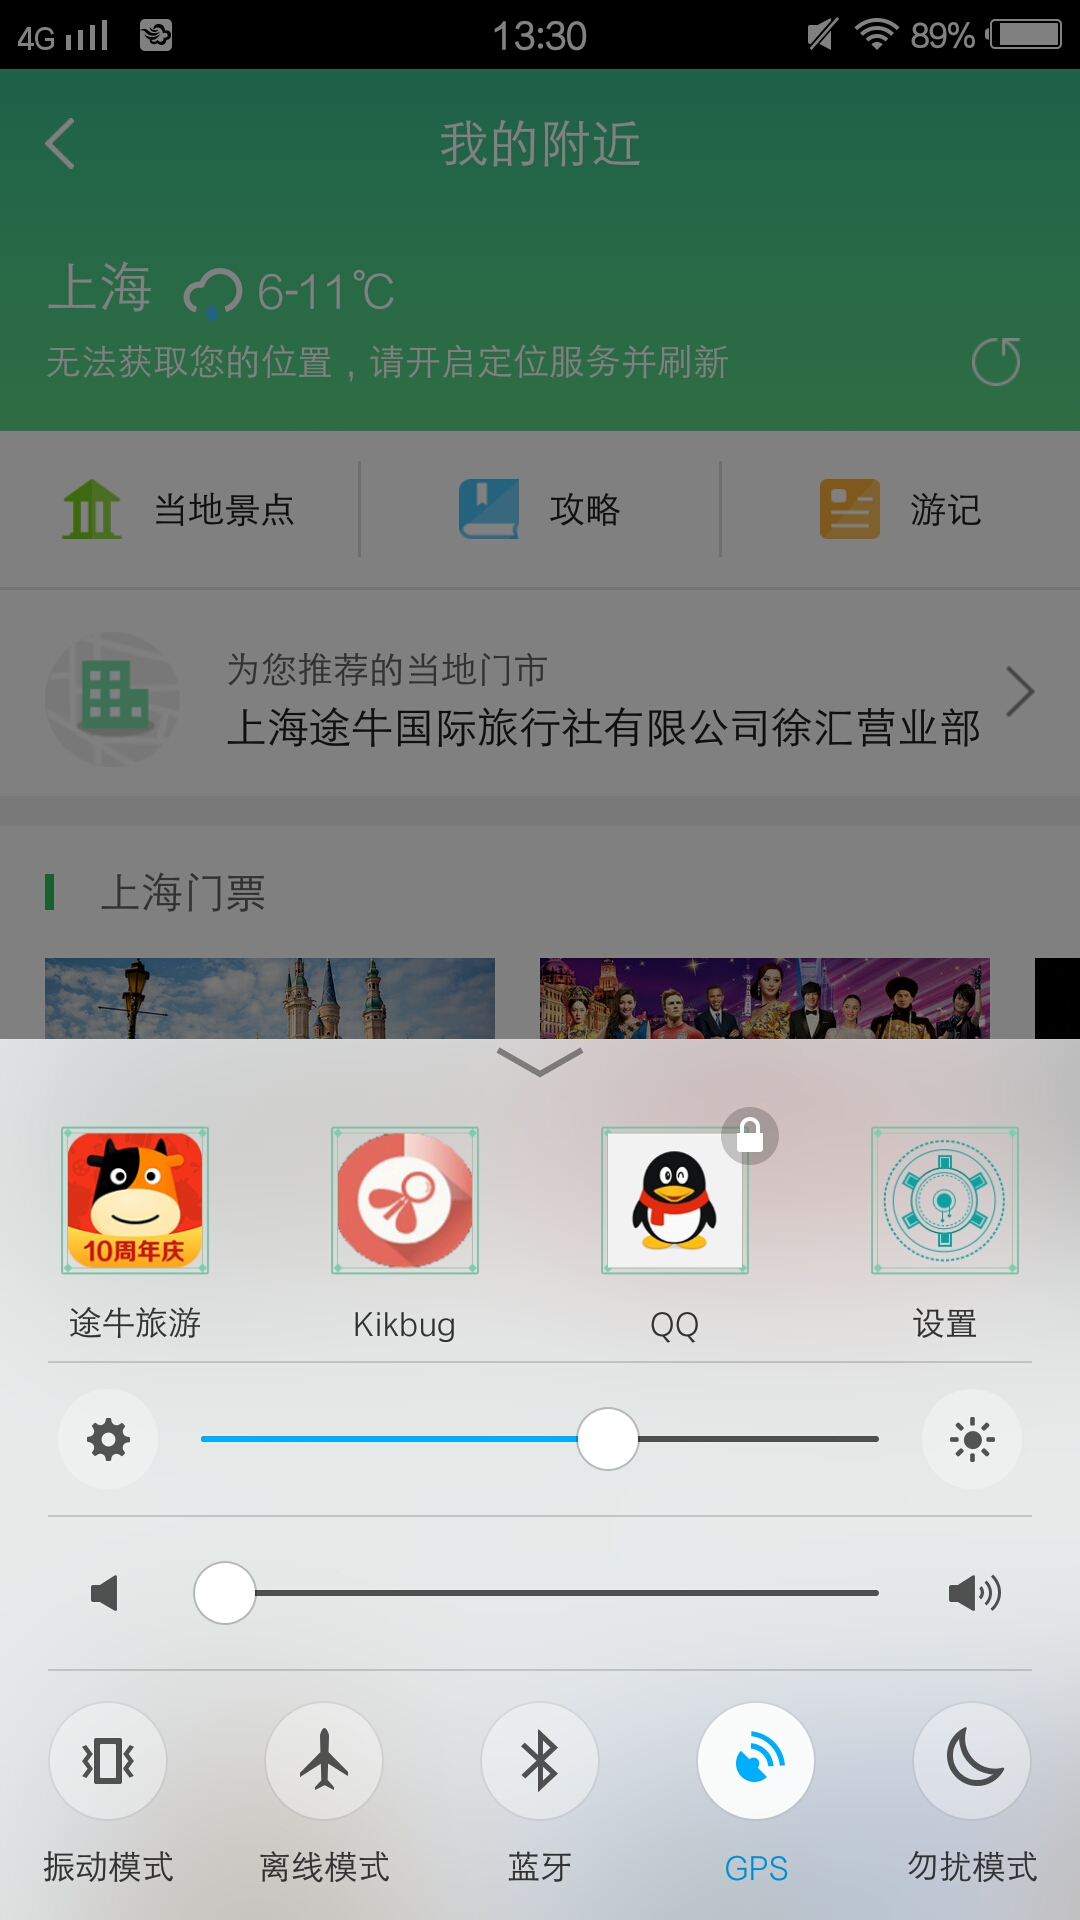 4G 13:30 89%
我的附近
上海 6-11℃
无法获取您的位置，请开启定位服务并刷新
当地景点 攻略 游记
为您推荐的当地门市
上海途牛国际旅行社有限公司徐汇营业部
上海门票
10周年庆
途牛旅游 Kikbug QQ 设置
振动模式 离线模式 蓝牙 GPS 勿扰模式